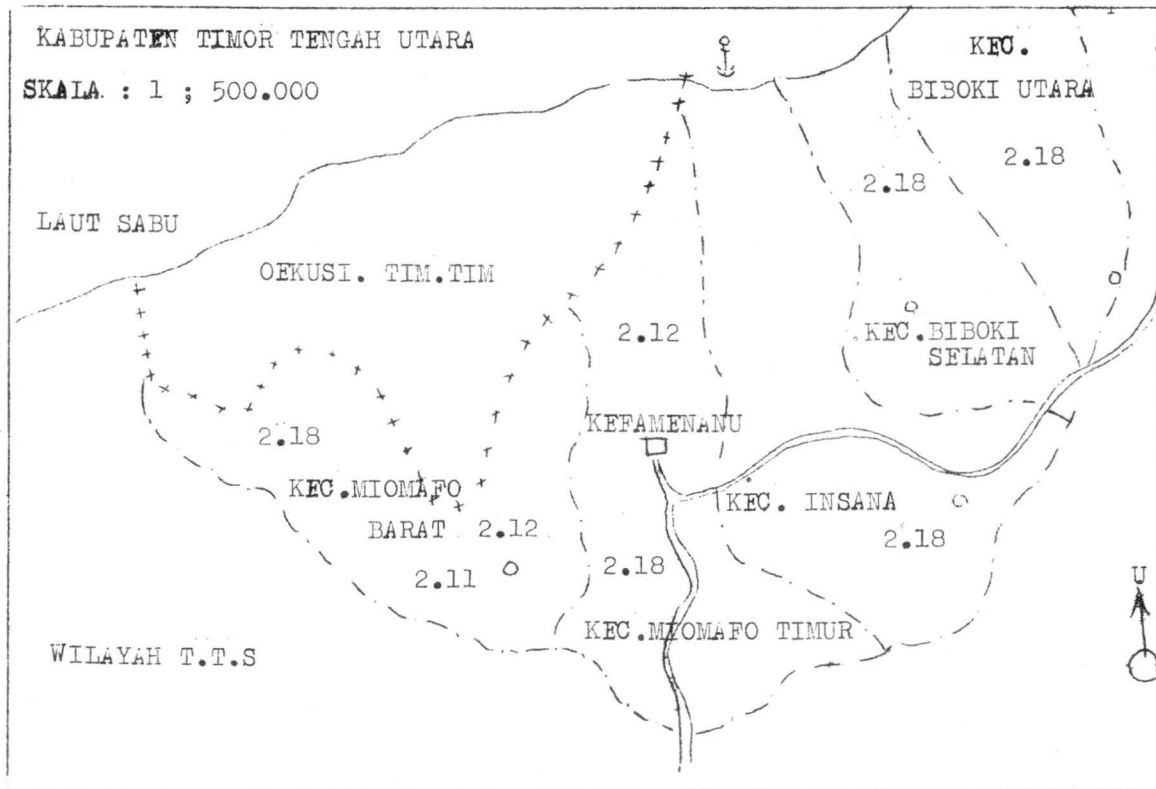 KABUPATEN TIMOR TENGAH UTARA
SKALA : 1 ; 500.000
KEC.
BIBOKI UTARA
2.18
2.18
LAUT SABU
OEKUSI. TIM.TIM
2.12
KEC.BIBOKI
SELATAN
KEFAMENANU
2.18
KEC.MIOMAFO
BARAT 2.12
2.11
KEC. INSANA
2.18
2.18
KEC.MIOMAFO TIMUR
WILAYAH T.T.S
U